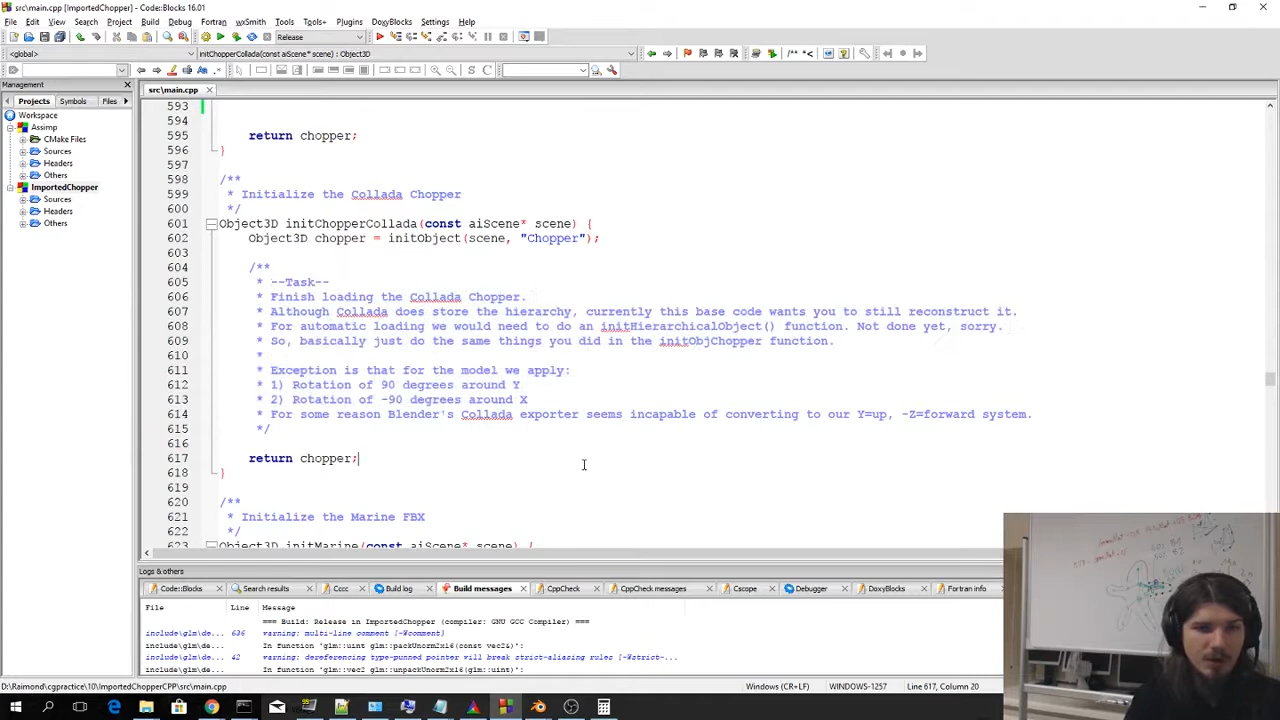 src\main.cpp [ImportedChopper] - Code::Blocks 16.01
File Edit View Search Project Build Debug Fortran wxSmith Tools Tools+ Plugins DoxyBlocks Settings Help
Release
<global>
initChopperCollada(const aiScene* scene) : Object3D
/** *<
S C
Management
src\main.cpp
Projects Symbols Files
Workspace
Assimp
CMake Files
Sources
Headers
Others
ImportedChopper
Sources
Headers
Others
593
594
595 return chopper;
596 }
597
598 /**
599 * Initialize the Collada Chopper
600 */
601 Object3D initChopperCollada(const aiScene* scene) {
602 Object3D chopper = initObject(scene, "Chopper");
603
604 /**
605 * --Task--
606 * Finish loading the Collada Chopper.
607 * Although Collada does store the hierarchy, currently this base code wants you to still reconstruct it.
608 * For automatic loading we would need to do an initHierarchicalObject() function. Not done yet, sorry.
609 * So, basically just do the same things you did in the initObjChopper function.
610 *
611 * Exception is that for the model we apply:
612 * 1) Rotation of 90 degrees around Y
613 * 2) Rotation of -90 degrees around X
614 * For some reason Blender's Collada exporter seems incapable of converting to our Y=up, -Z=forward system.
615 */
616
617 return chopper;
618 }
619
620 /**
621 * Initialize the Marine FBX
622 */
623 Object3D initMarine(const aiScene* scene) {
Logs & others
Code::Blocks Search results Cccc Build log Build messages CppCheck CppCheck messages Cscope Debugger DoxyBlocks Fortran info
File Line Message
=== Build: Release in ImportedChopper (compiler: GNU GCC Compiler) ===
include\glm\de... 636 warning: multi-line comment [-Wcomment]
include\glm\de... In function 'glm::uint glm::packUnorm2x16(const vec2&)':
include\glm\de... 42 warning: dereferencing type-punned pointer will break strict-aliasing rules [-Wstrict-...
include\glm\de... In function 'glm::vec2 glm::unpackUnorm2x16(glm::uint)':
D:\Raimond\cgpractice\10\ImportedChopperCPP\src\main.cpp
Windows (CR+LF) WINDOWS-1257 Line 617, Column 20